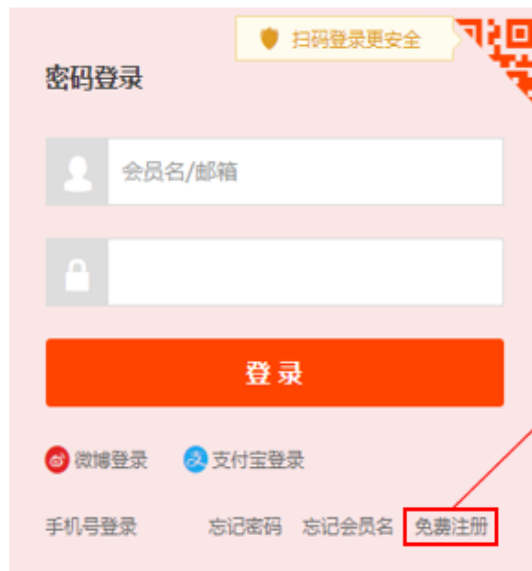 扫码登录更安全
密码登录
会员名/邮箱
登录
微博登录 支付宝登录
手机号登录 忘记密码 忘记会员名 免费注册